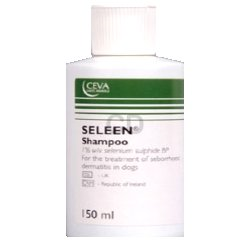 CEVA
SELEEN®
Shampoo
1% w/v selenium sulphide BP
For the treatment of seborrhoeic
dermatitis in dogs
- UK
- Republic of Ireland
150 ml